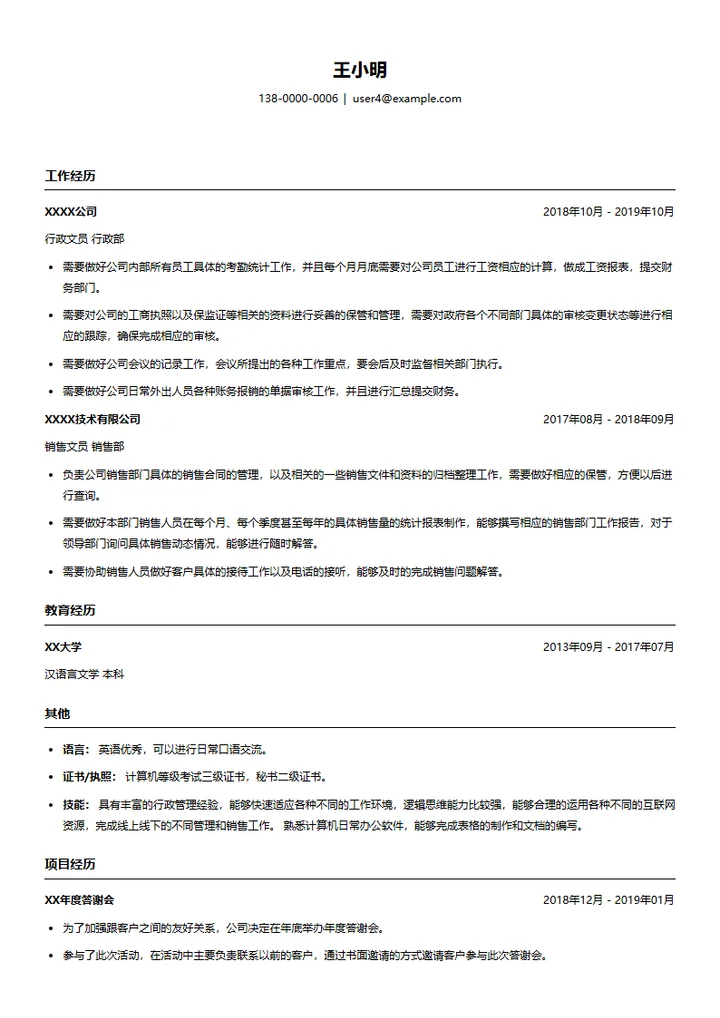 王小明
138-0000-0006 | user4@example.com
工作经历
XXXX公司 2018年10月 - 2019年10月
行政文员 行政部
• 需要做好公司内部所有员工具体的考勤统计工作，并且每个月月底需要对公司员工进行工资相应的计算，做成工资报表，提交财
务部门。
• 需要对公司的工商执照以及保监证等相关的资料进行妥善的保管和管理，需要对政府各个不同部门具体的审核变更状态等进行相
应的跟踪，确保完成相应的审核。
• 需要做好公司会议的记录工作，会议所提出的各种工作重点，要会后及时监督相关部门执行。
• 需要做好公司日常外出人员各种账务报销的单据审核工作，并且进行汇总提交财务。
XXXX技术有限公司 2017年08月 - 2018年09月
销售文员 销售部
• 负责公司销售部门具体的销售合同的管理，以及相关的一些销售文件和资料的归档整理工作，需要做好相应的保管，方便以后进
行查询。
• 需要做好本部门销售人员在每个月、每个季度甚至每年的具体销售量的统计报表制作，能够撰写相应的销售部门工作报告，对于
领导部门询问具体销售动态情况，能够进行随时解答。
• 需要协助销售人员做好客户具体的接待工作以及电话的接听，能够及时的完成销售问题解答。
教育经历
XX大学 2013年09月 - 2017年07月
汉语言文学 本科
其他
• 语言： 英语优秀，可以进行日常口语交流。
• 证书/执照： 计算机等级考试三级证书，秘书二级证书。
• 技能： 具有丰富的行政管理经验，能够快速适应各种不同的工作环境，逻辑思维能力比较强，能够合理的运用各种不同的互联网
资源，完成线上线下的不同管理和销售工作。 熟悉计算机日常办公软件，能够完成表格的制作和文档的编写。
项目经历
XX年度答谢会 2018年12月 - 2019年01月
• 为了加强跟客户之间的友好关系，公司决定在年底举办年度答谢会。
• 参与了此次活动，在活动中主要负责联系以前的客户，通过书面邀请的方式邀请客户参与此次答谢会。